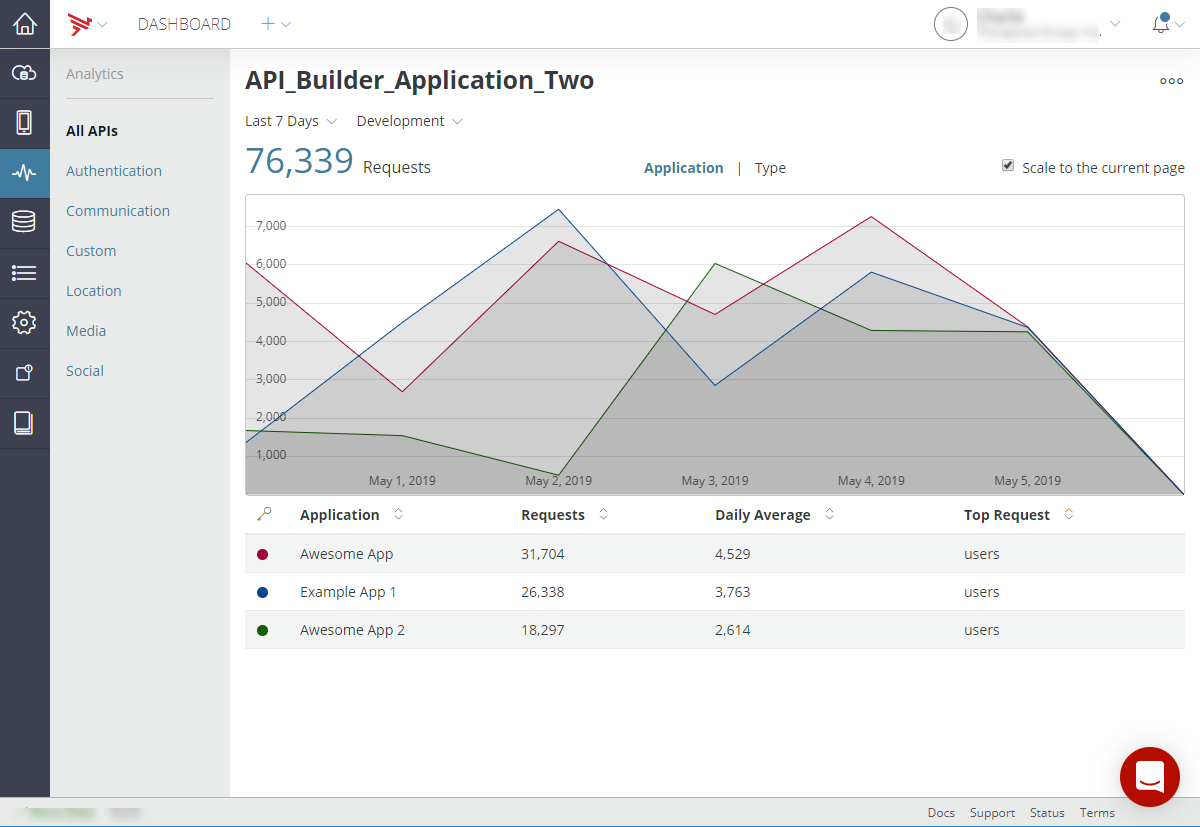 DASHBOARD
Analytics
All APIs
Authentication
Communication
Custom
Location
Media
Social
API_Builder_Application_Two
Last 7 Days Development
76,339 Requests
Application | Type
Scale to the current page
7,000
6,000
5,000
4,000
3,000
2,000
1,000
May 1, 2019 May 2, 2019 May 3, 2019 May 4, 2019 May 5, 2019
Application Requests Daily Average Top Request
Awesome App 31,704 4,529 users
Example App 1 26,338 3,763 users
Awesome App 2 18,297 2,614 users
Docs Support Status Terms